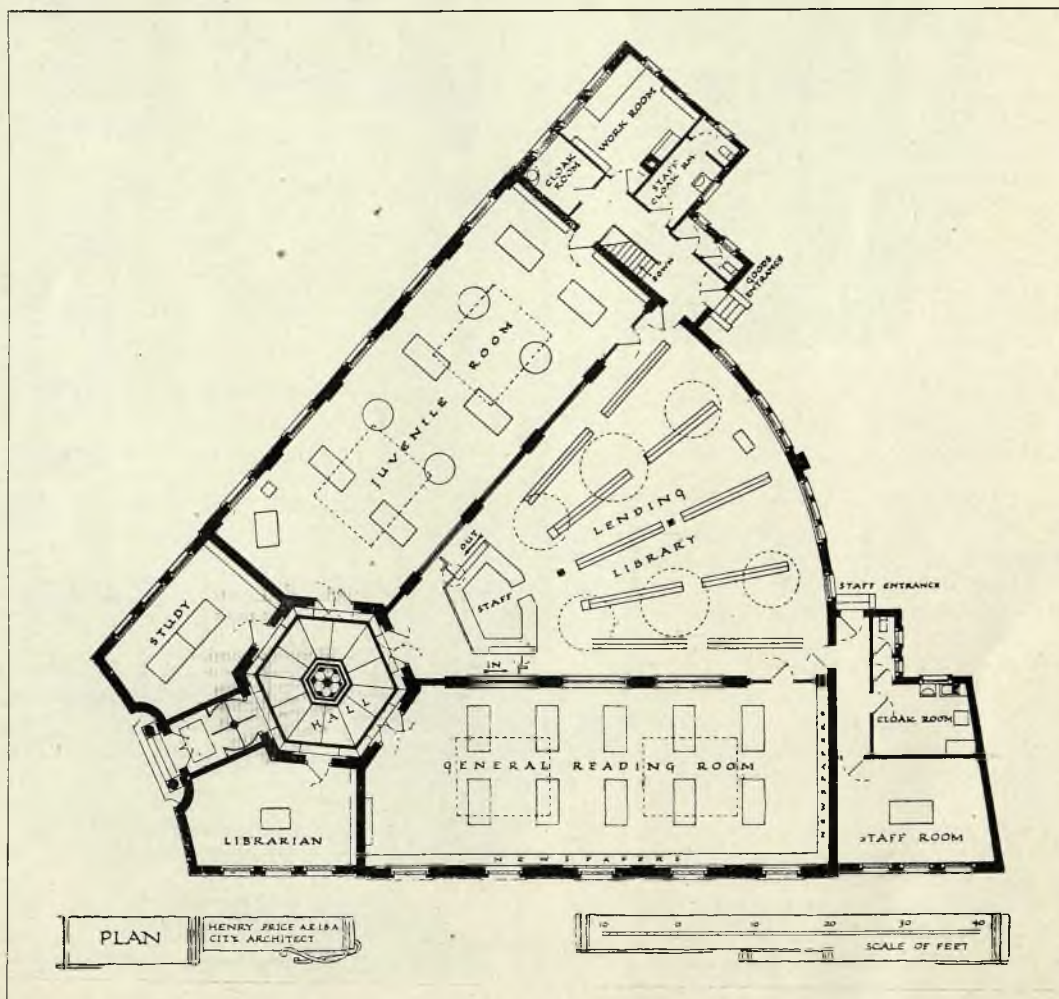 WORK ROOM
CLOAK
ROOM
STAFF
CLOAK RM
DOWN
GOODS
ENTRANCE
JUVENILE ROOM
LENDING
LIBRARY
OUT
STAFF
IN
STUDY
HALL
STAFF ENTRANCE
CLOAK ROOM
GENERAL READING ROOM
NEWSPAPERS
LIBRARIAN
STAFF ROOM
NEWSPAPERS
PLAN
HENRY PRICE A.R.I.B.A
CITY ARCHITECT
10 0 10 20 30 40
SCALE OF FEET